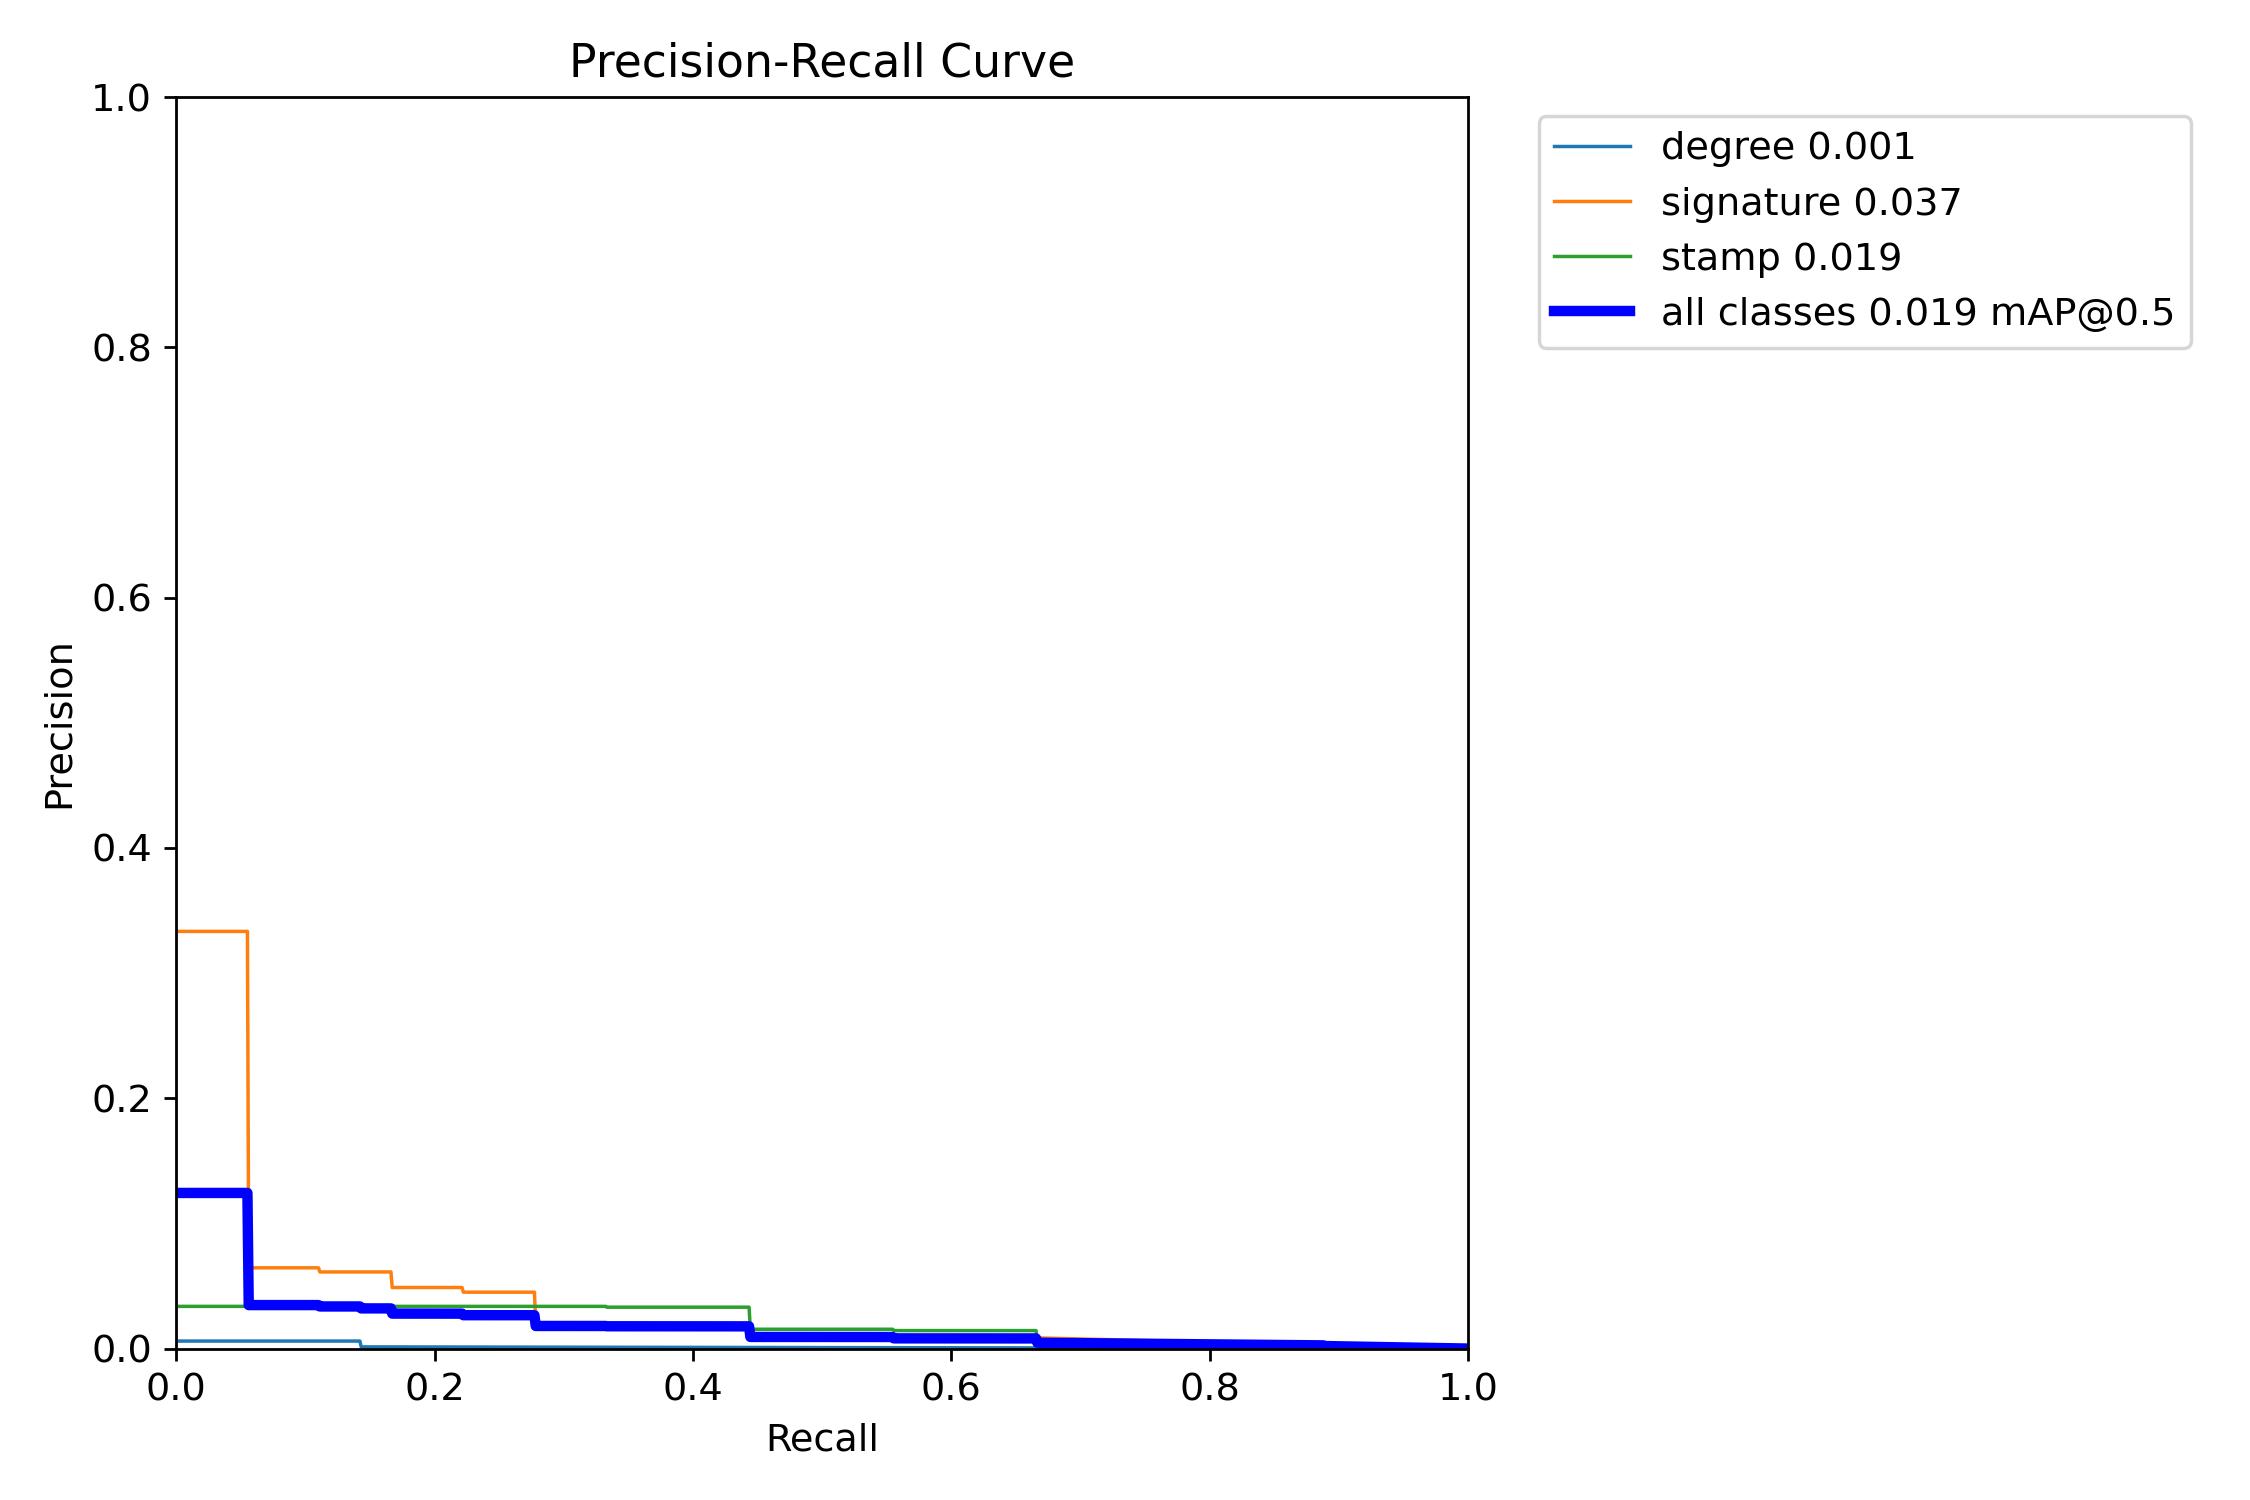 Precision-Recall Curve
1.0
0.8
0.6
0.4
0.2
0.0
Precision
0.0 0.2 0.4 0.6 0.8 1.0
Recall
degree 0.001
signature 0.037
stamp 0.019
all classes 0.019 mAP@0.5